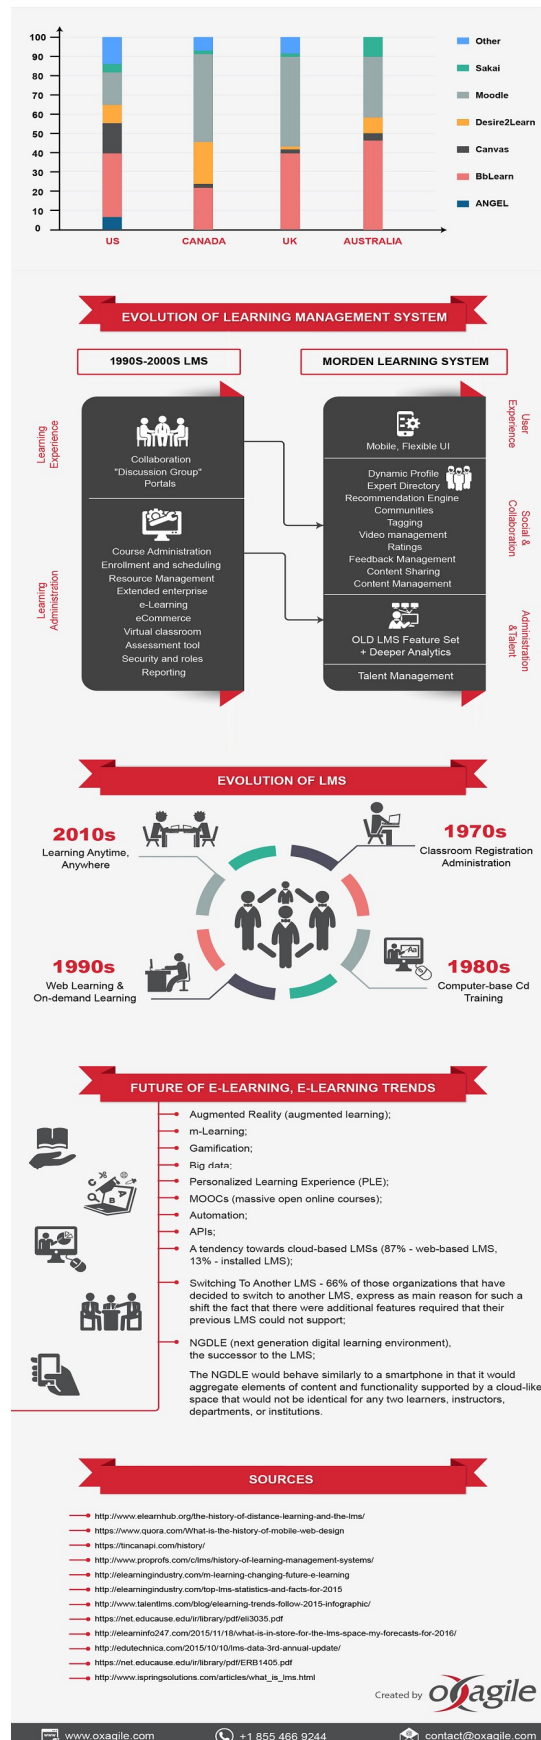 100
90
80
70
60
50
40
30
20
10
0
US
CANADA
UK
AUSTRALIA
Other
Sakai
Moodle
Desire2Learn
Canvas
BbLearn
ANGEL
EVOLUTION OF LEARNING MANAGEMENT SYSTEM
1990S-2000S LMS
Learning
Experience
Collaboration
"Discussion Group"
Portals
Learning
Administration
Course Administration
Enrollment and scheduling
Resource Management
Extended enterprise
e-Learning
eCommerce
Virtual classroom
Assessment tool
Security and roles
Reporting
MORDEN LEARNING SYSTEM
User
Experience
Mobile, Flexible UI
Social &
Collaboration
Dynamic Profile
Expert Directory
Recommendation Engine
Communities
Tagging
Video management
Ratings
Feedback Management
Content Sharing
Content Management
Administration
&Talent
OLD LMS Feature Set
+ Deeper Analytics
Talent Management
EVOLUTION OF LMS
2010s
Learning Anytime,
Anywhere
1970s
Classroom Registration
Administration
1990s
Web Learning &
On-demand Learning
Aa
1980s
Computer-base Cd
Training
FUTURE OF E-LEARNING, E-LEARNING TRENDS
A
B
Augmented Reality (augmented learning);
m-Learning;
Gamification;
Big data;
Personalized Learning Experience (PLE);
MOOCs (massive open online courses);
Automation;
APIs;
A tendency towards cloud-based LMSs (87% - web-based LMS,
13% - installed LMS);
Switching To Another LMS - 66% of those organizations that have
decided to switch to another LMS, express as main reason for such a
shift the fact that there were additional features required that their
previous LMS could not support;
NGDLE (next generation digital learning environment),
the successor to the LMS;
The NGDLE would behave similarly to a smartphone in that it would
aggregate elements of content and functionality supported by a cloud-like
space that would not be identical for any two learners, instructors,
departments, or institutions.
SOURCES
http://www.elearnhub.org/the-history-of-distance-learning-and-the-lms/
https://www.quora.com/What-is-the-history-of-mobile-web-design
https://tincanapi.com/history/
http://www.proprofs.com/c/lms/history-of-learning-management-systems/
http://elearningindustry.com/m-learning-changing-future-e-learning
http://elearningindustry.com/top-lms-statistics-and-facts-for-2015
http://www.talentlms.com/blog/elearning-trends-follow-2015-infographic/
https://net.educause.edu/ir/library/pdf/eli3035.pdf
http://elearninfo247.com/2015/11/18/what-is-in-store-for-the-lms-space-my-forecasts-for-2016/
http://edutechnica.com/2015/10/10/lms-data-3rd-annual-update/
https://net.educause.edu/ir/library/pdf/ERB1405.pdf
http://www.ispringsolutions.com/articles/what_is_lms.html
Created by oxagile
www.oxagile.com
+1 855 466 9244
contact@oxagile.com